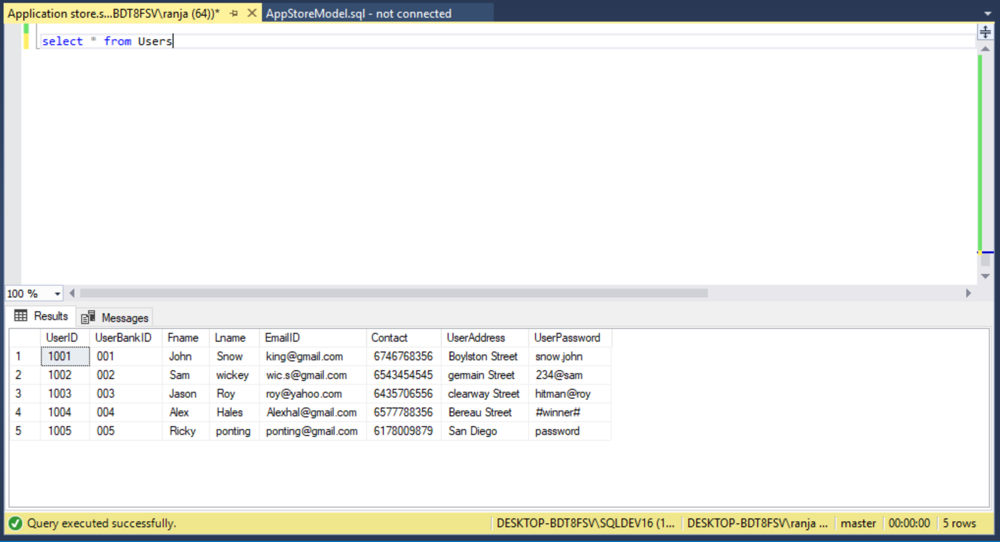 Application store.s...BDT8FSV\ranja (64))* AppStoreModel.sql - not connected
select * from Users
100 %
Results Messages
UserID UserBankID Fname Lname EmailID Contact UserAddress UserPassword
1 1001 001 John Snow king@gmail.com 6746768356 Boylston Street snow.john
2 1002 002 Sam wickey wic.s@gmail.com 6543454545 germain Street 234@sam
3 1003 003 Jason Roy roy@yahoo.com 6435706556 clearway Street hitman@roy
4 1004 004 Alex Hales Alexhal@gmail.com 6577788356 Bereau Street #winner#
5 1005 005 Ricky ponting ponting@gmail.com 6178009879 San Diego password
Query executed successfully. DESKTOP-BDT8FSV\SQLDEV16 (1... DESKTOP-BDT8FSV\ranja ... master 00:00:00 5 rows